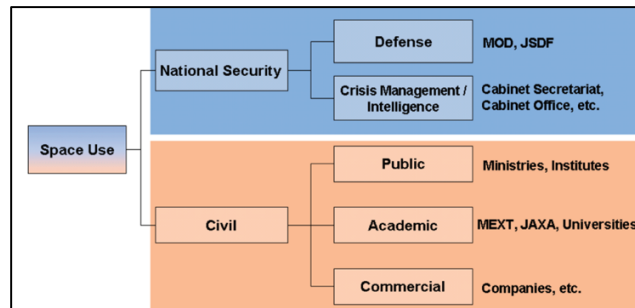 Space Use
National Security
Defense
MOD, JSDF
Crisis Management /
Intelligence
Cabinet Secretariat,
Cabinet Office, etc.
Civil
Public
Ministries, Institutes
Academic
MEXT, JAXA, Universities
Commercial
Companies, etc.